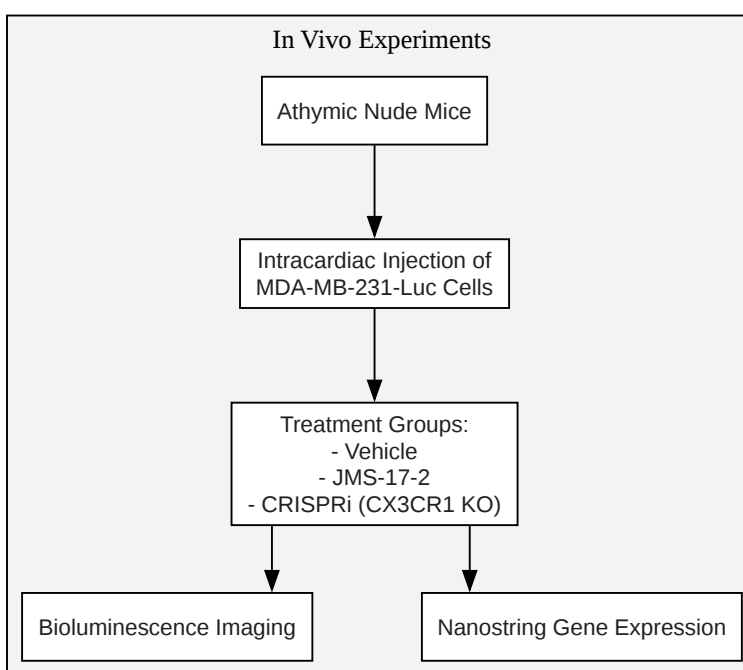 In Vivo Experiments
Athymic Nude Mice
Intracardiac Injection of
MDA-MB-231-Luc Cells
Treatment Groups:
- Vehicle
- JMS-17-2
- CRISPRi (CX3CR1 KO)
Bioluminescence Imaging
Nanostring Gene Expression